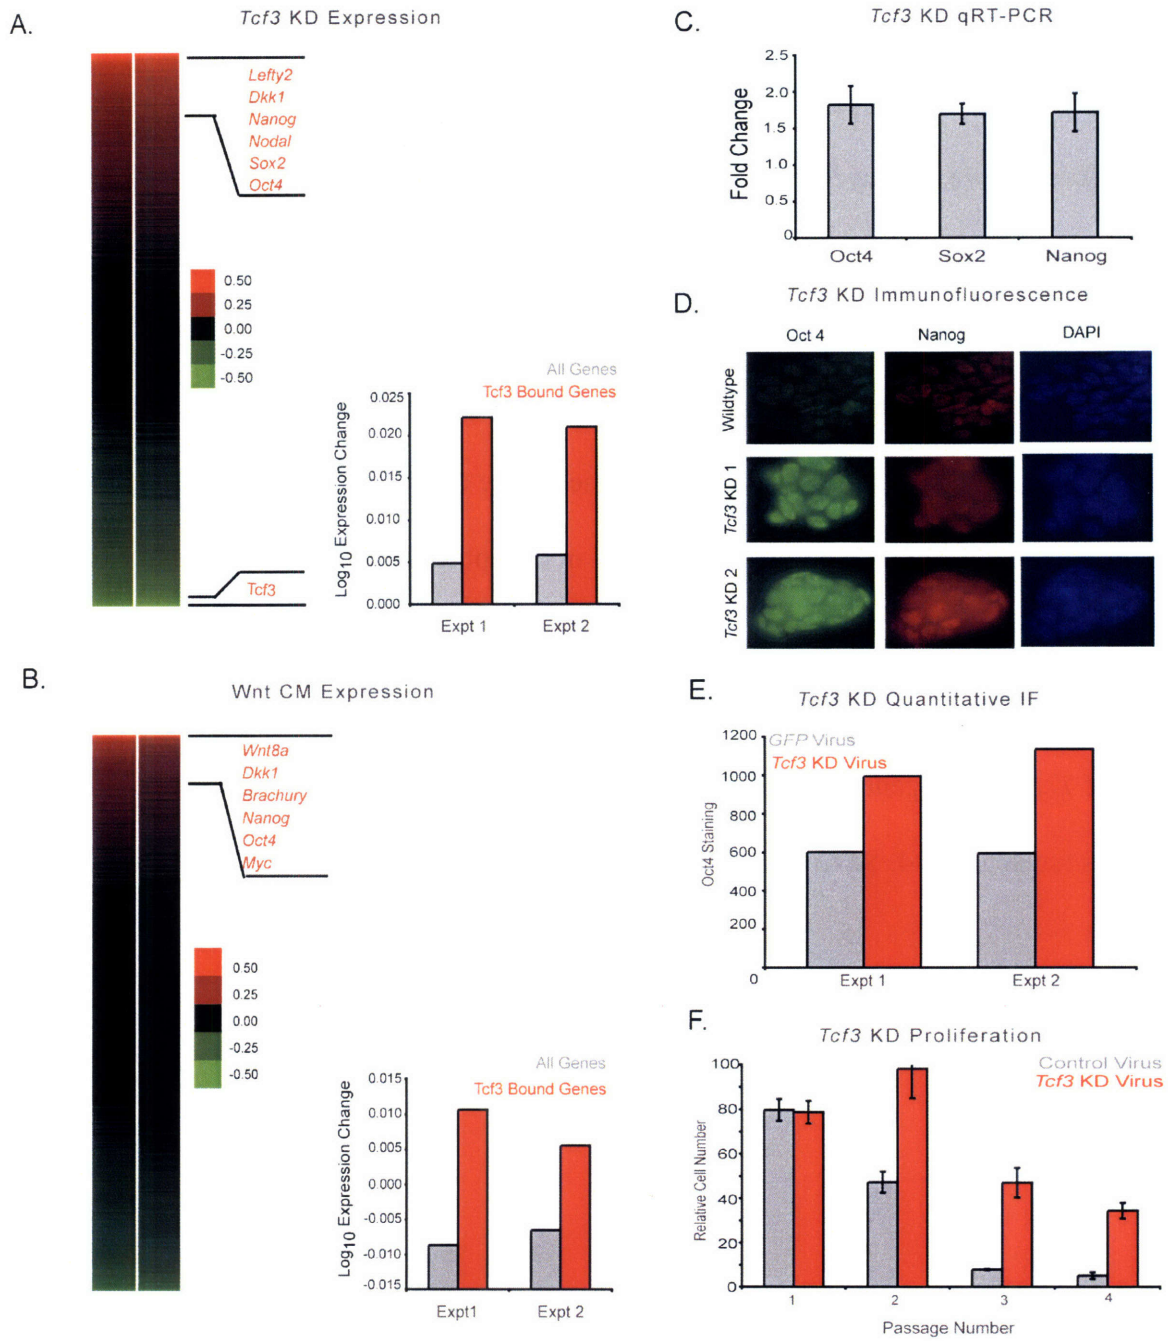 A.
Tcf3 KD Expression
Lefty2
Dkk1
Nanog
Nodal
Sox2
Oct4
0.50
0.25
0.00
-0.25
-0.50
Tcf3
All Genes
Tcf3 Bound Genes
Log10 Expression Change
0.025
0.020
0.015
0.010
0.005
0.000
Expt 1
Expt 2
B.
Wnt CM Expression
Wnt8a
Dkk1
Brachury
Nanog
Oct4
Myc
0.50
0.25
0.00
-0.25
-0.50
All Genes
Tcf3 Bound Genes
Log10 Expression Change
0.015
0.010
0.005
0.000
-0.005
-0.010
-0.015
Expt1
Expt 2
C.
Tcf3 KD qRT-PCR
Fold Change
2.5
2.0
1.5
1.0
0.5
0
Oct4
Sox2
Nanog
D.
Tcf3 KD Immunofluorescence
Oct 4
Nanog
DAPI
Wildtype
Tcf3 KD 1
Tcf3 KD 2
E.
Tcf3 KD Quantitative IF
GFP Virus
Tcf3 KD Virus
Oct4 Staining
1200
1000
800
600
400
200
0
Expt 1
Expt 2
F.
Tcf3 KD Proliferation
Control Virus
Tcf3 KD Virus
Relative Cell Number
100
80
60
40
20
0
1
2
3
4
Passage Number